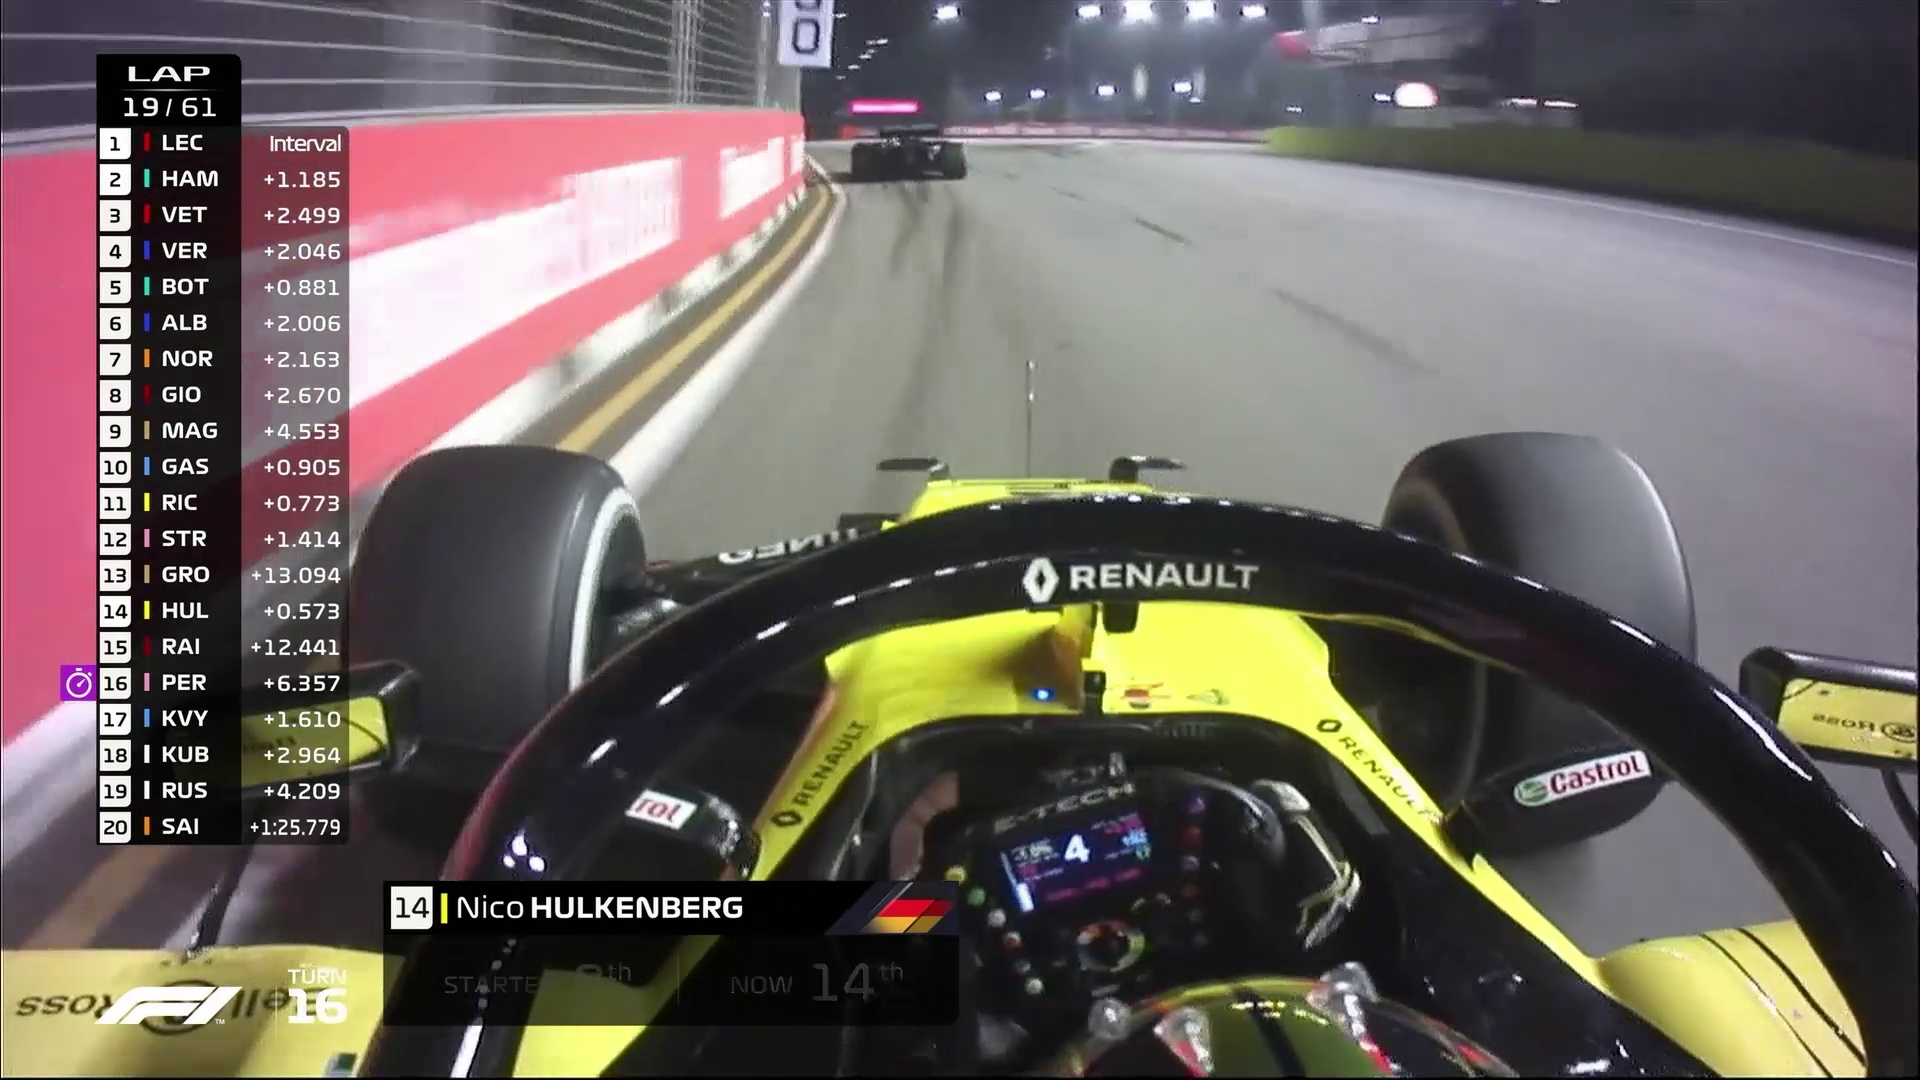 LAP
19 / 61
1 LEC Interval
2 HAM +1.185
3 VET +2.499
4 VER +2.046
5 BOT +0.881
6 ALB +2.006
7 NOR +2.163
8 GIO +2.670
9 MAG +4.553
10 GAS +0.905
11 RIC +0.773
12 STR +1.414
13 GRO +13.094
14 HUL +0.573
15 RAI +12.441
16 PER +6.357
17 KVY +1.610
18 KUB +2.964
19 RUS +4.209
20 SAI +1:25.779
RENAULT
RENAULT
RENAULT
Castrol
TROL
E-TECH
4
14 Nico HULKENBERG
NOW 14th
TURN
16
F1